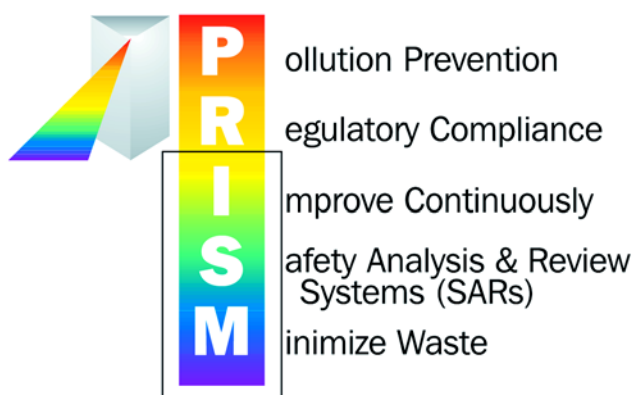 Pollution Prevention
Regulatory Compliance
Improve Continuously
Safety Analysis & Review
Systems (SARs)
Minimize Waste